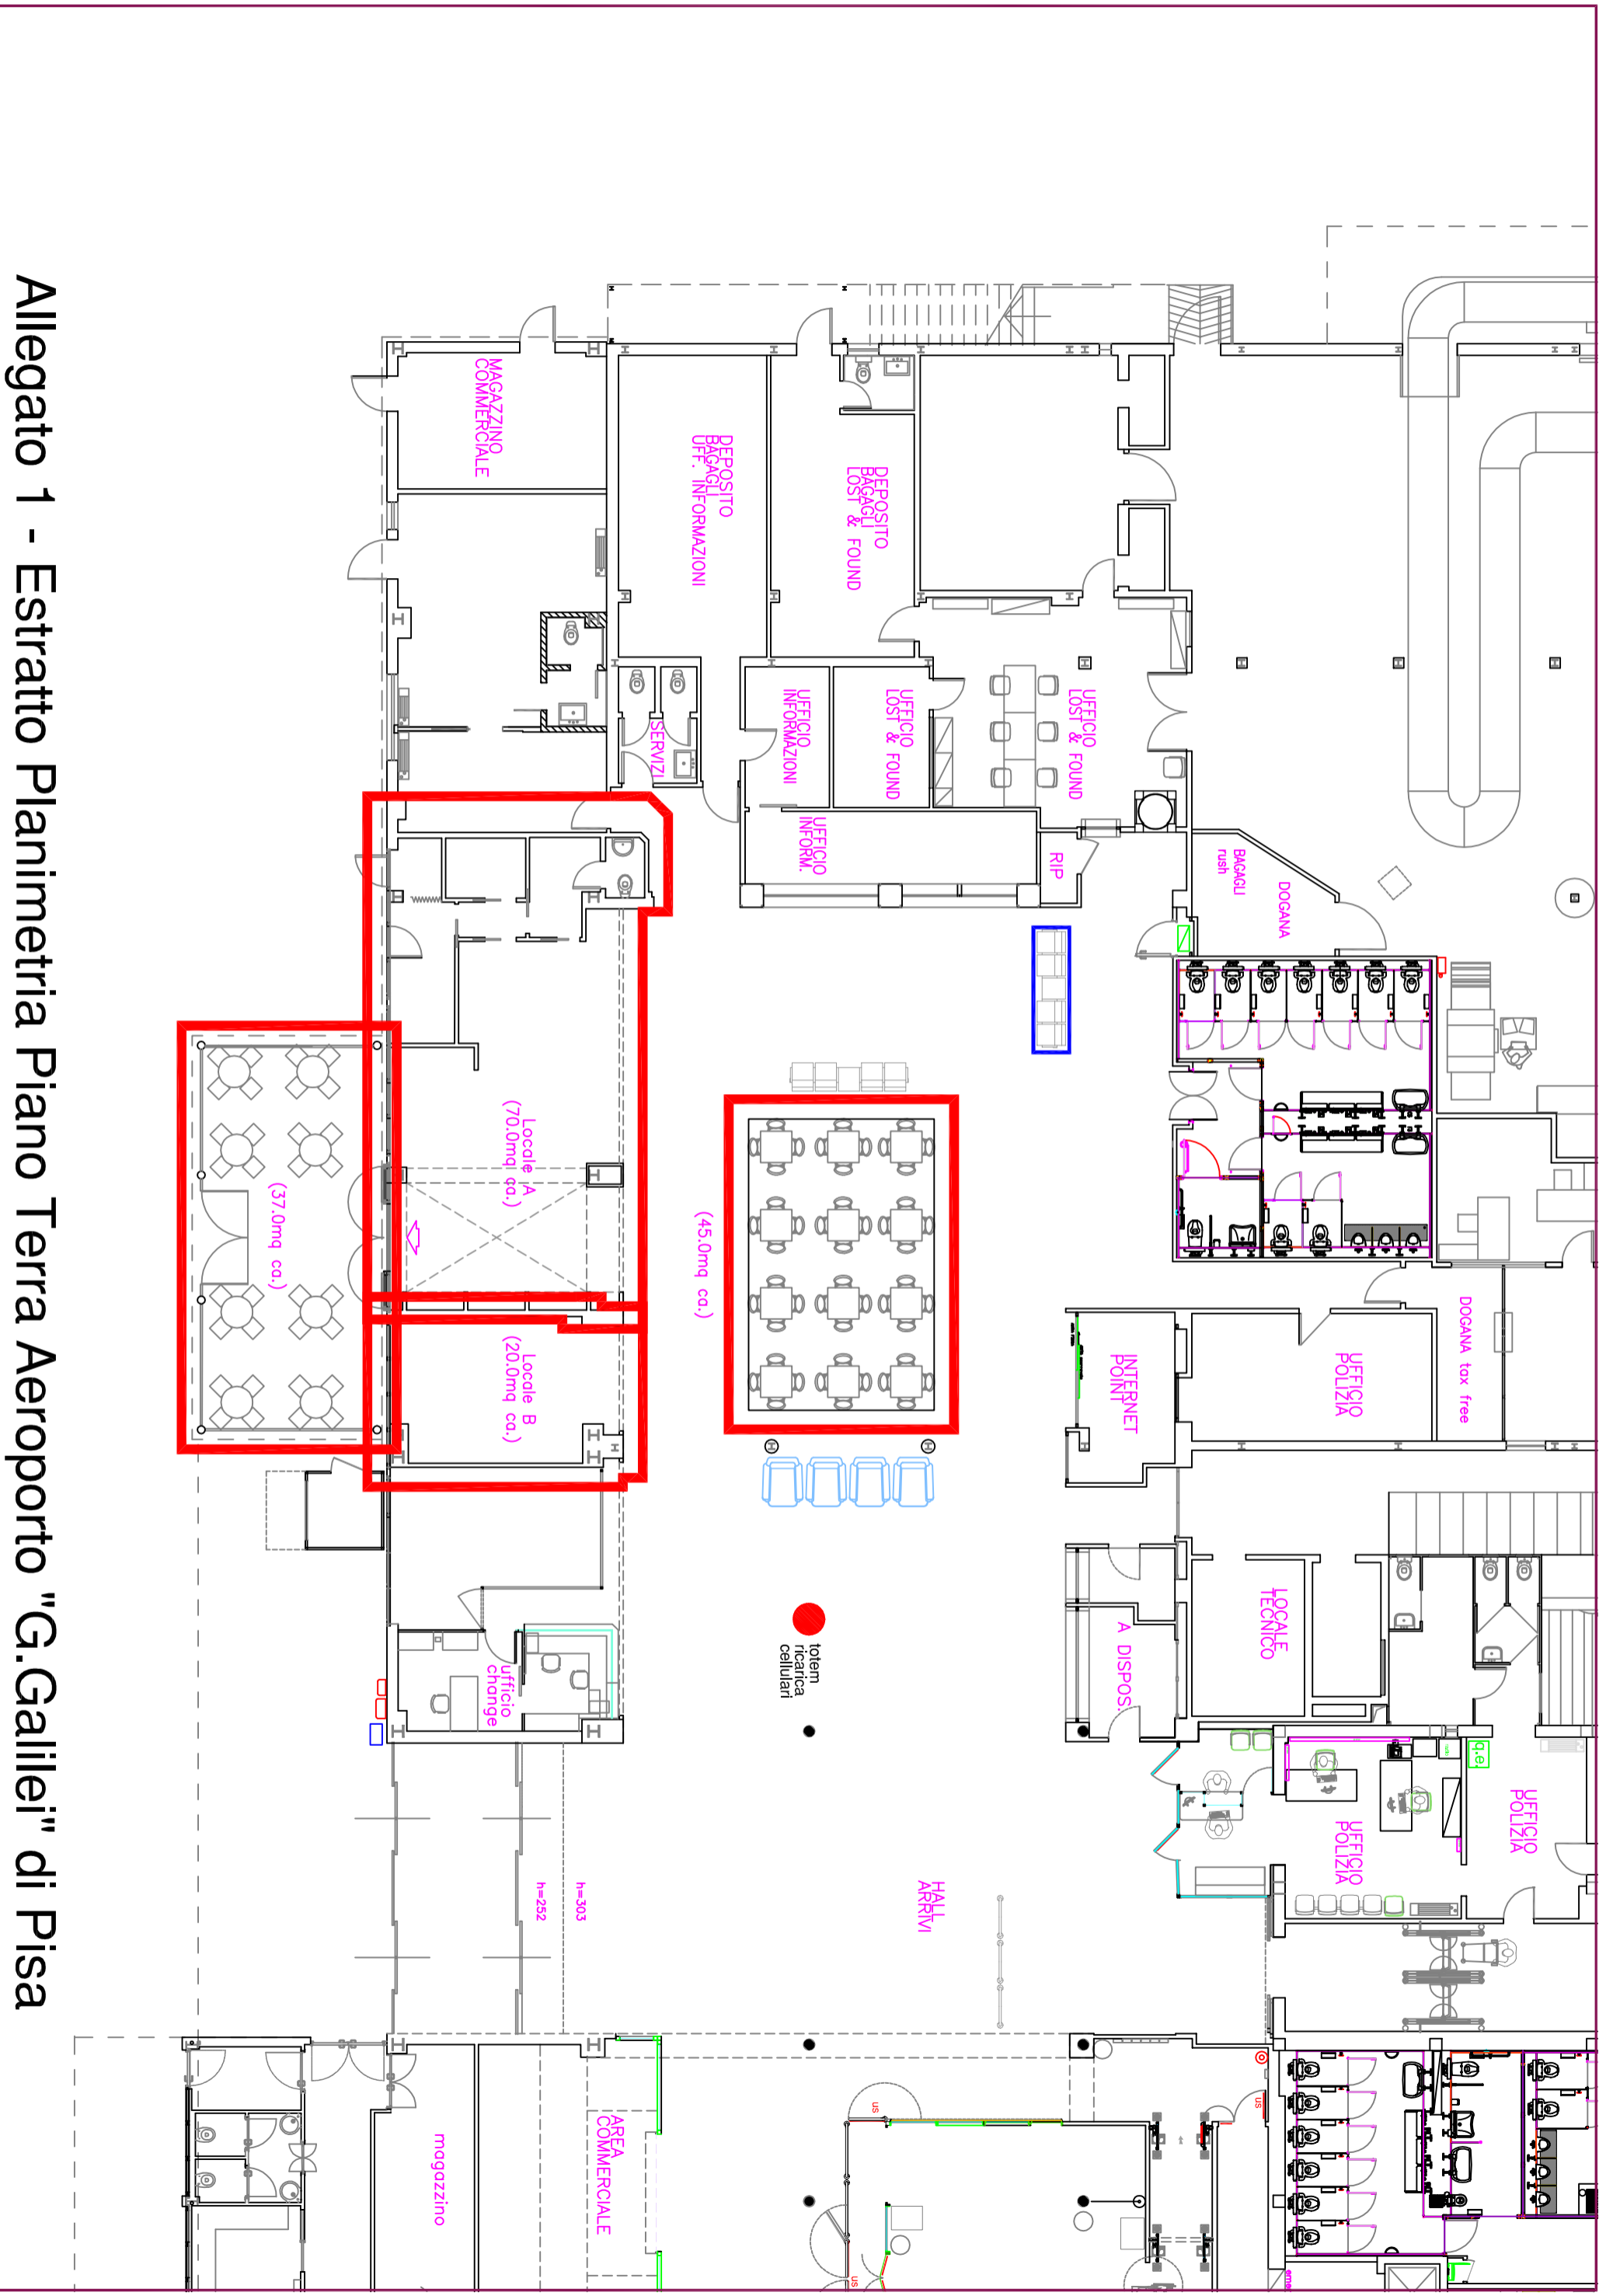 MAGAZZINO
COMMERCIALE
DEPOSITO
BAGAGLI
UFF. INFORMAZIONI
DEPOSITO
BAGAGLI
LOST & FOUND
SERVIZI
UFFICIO
INFORMAZIONI
UFFICIO
LOST & FOUND
UFFICIO
LOST & FOUND
UFFICIO
INFORM.
RIP
BAGAGLI
rush
DOGANA
Locale A
(70.0mq ca.)
(37.0mq ca.)
(45.0mq ca.)
Locale B
(20.0mq ca.)
INTERNET
POINT
UFFICIO
POLIZIA
DOGANA tax free
LOCALE
TECNICO
A DISPOS.
totem
ricarica
cellulari
ufficio
change
q.e.
UFFICIO
POLIZIA
UFFICIO
POLIZIA
HALL
ARRIVI
h=303
h=252
AREA
COMMERCIALE
magazzino
US
US
US
Allegato 1 - Estratto Planimetria Piano Terra Aeroporto "G.Galilei" di Pisa